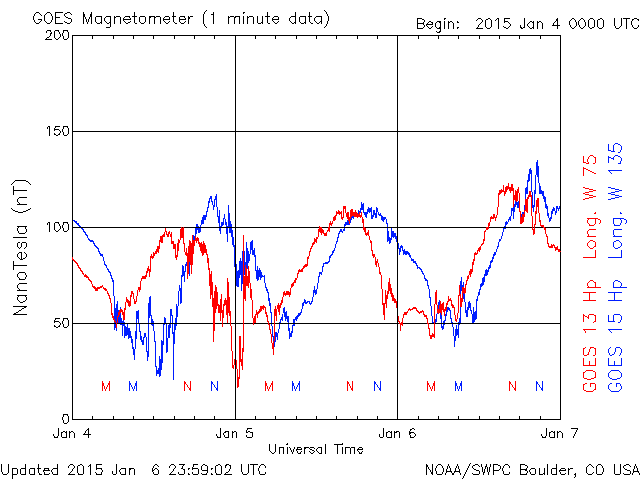 GOES Magnetometer (1 minute data)
Begin: 2015 Jan 4 0000 UTC
200
150
100
50
0
NanoTesla (nT)
M M N N M M N N M M N N
Jan 4 Jan 5 Jan 6 Jan 7
Universal Time
GOES 13 Hp Long. W 75
GOES 15 Hp Long. W 135
Updated 2015 Jan 6 23:59:02 UTC
NOAA/SWPC Boulder, CO USA